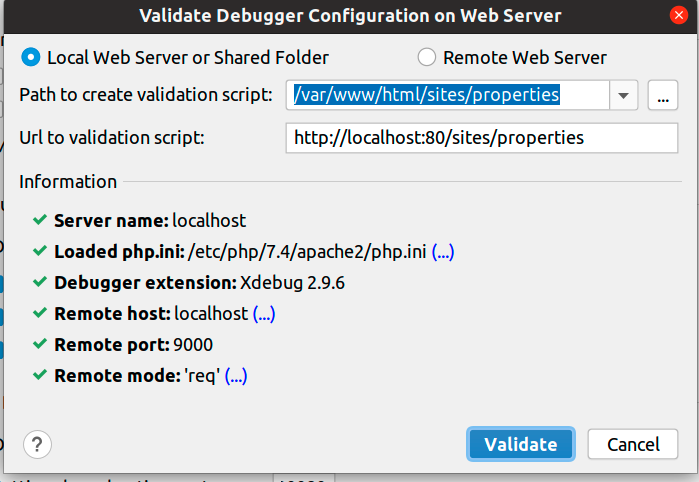 Validate Debugger Configuration on Web Server
Local Web Server or Shared Folder Remote Web Server
Path to create validation script: /var/www/html/sites/properties ...
Url to validation script: http://localhost:80/sites/properties
Information
Server name: localhost
Loaded php.ini: /etc/php/7.4/apache2/php.ini (...)
Debugger extension: Xdebug 2.9.6
Remote host: localhost (...)
Remote port: 9000
Remote mode: 'req' (...)
? Validate Cancel